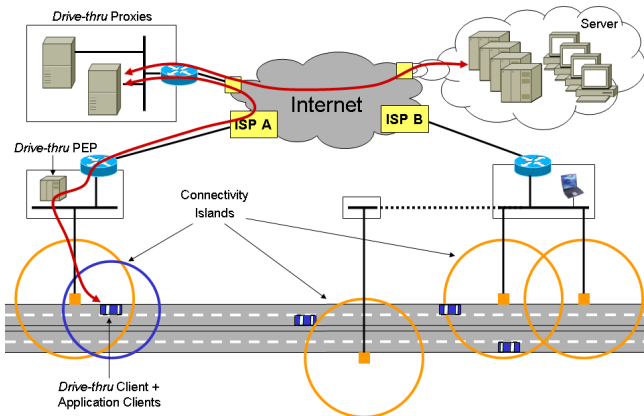 Drive-thru Proxies
Server
Internet
ISP A
ISP B
Drive-thru PEP
Connectivity
Islands
Drive-thru Client +
Application Clients